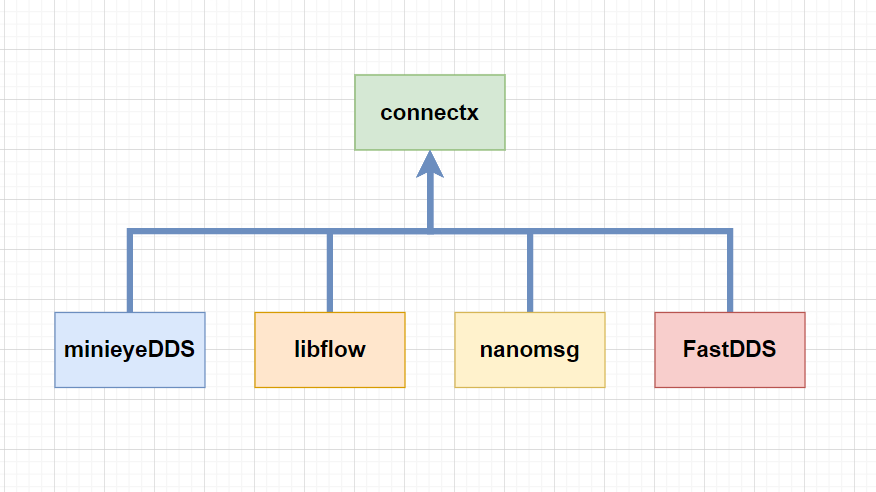 connectx
minieyeDDS
libflow
nanomsg
FastDDS